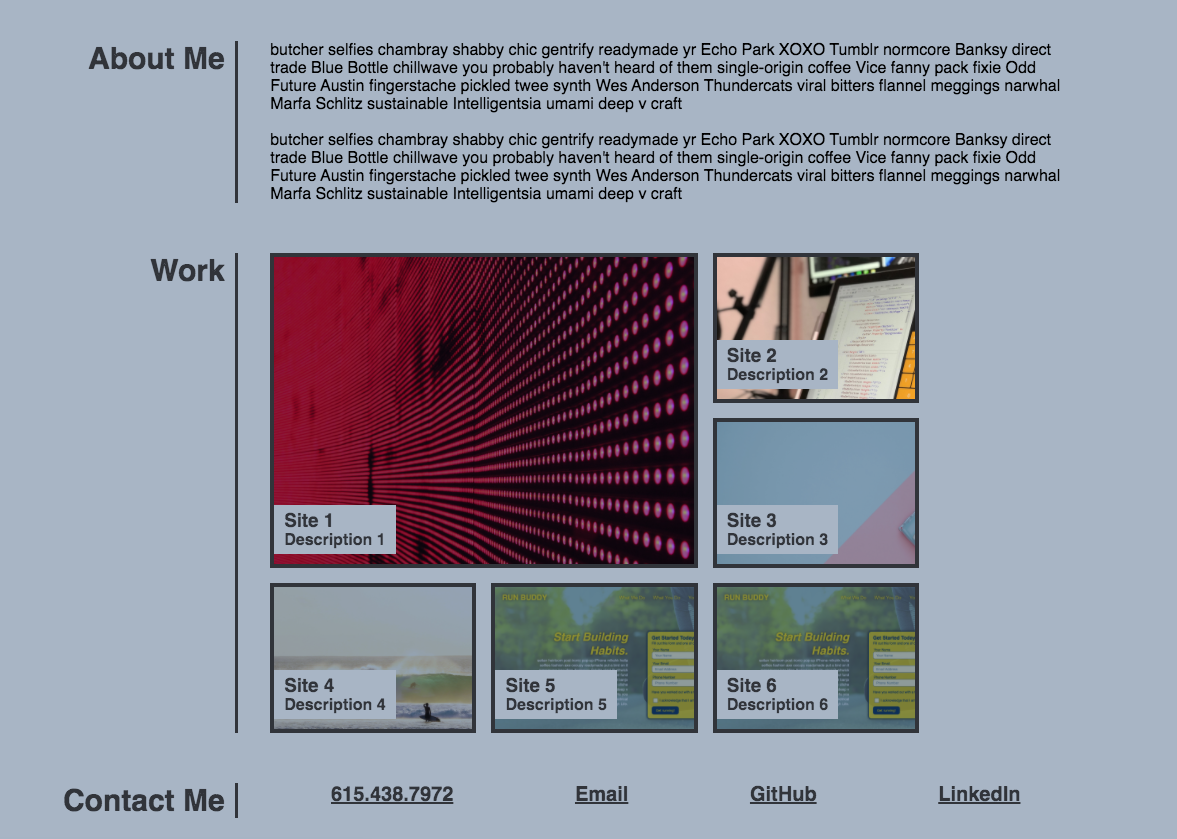 About Me
butcher selfies chambray shabby chic gentrify readymade yr Echo Park XOXO Tumblr normcore Banksy direct
trade Blue Bottle chillwave you probably haven't heard of them single-origin coffee Vice fanny pack fixie Odd
Future Austin fingerstache pickled twee synth Wes Anderson Thundercats viral bitters flannel meggings narwhal
Marfa Schlitz sustainable Intelligentsia umami deep v craft
butcher selfies chambray shabby chic gentrify readymade yr Echo Park XOXO Tumblr normcore Banksy direct
trade Blue Bottle chillwave you probably haven't heard of them single-origin coffee Vice fanny pack fixie Odd
Future Austin fingerstache pickled twee synth Wes Anderson Thundercats viral bitters flannel meggings narwhal
Marfa Schlitz sustainable Intelligentsia umami deep v craft
Work
Site 1
Description 1
Site 2
Description 2
Site 3
Description 3
Site 4
Description 4
RUN BUDDY
Start Building
Habits.
Get Started Today
Site 5
Description 5
RUN BUDDY
Start Building
Habits.
Get Started Today
Site 6
Description 6
Contact Me
615.438.7972
Email
GitHub
LinkedIn